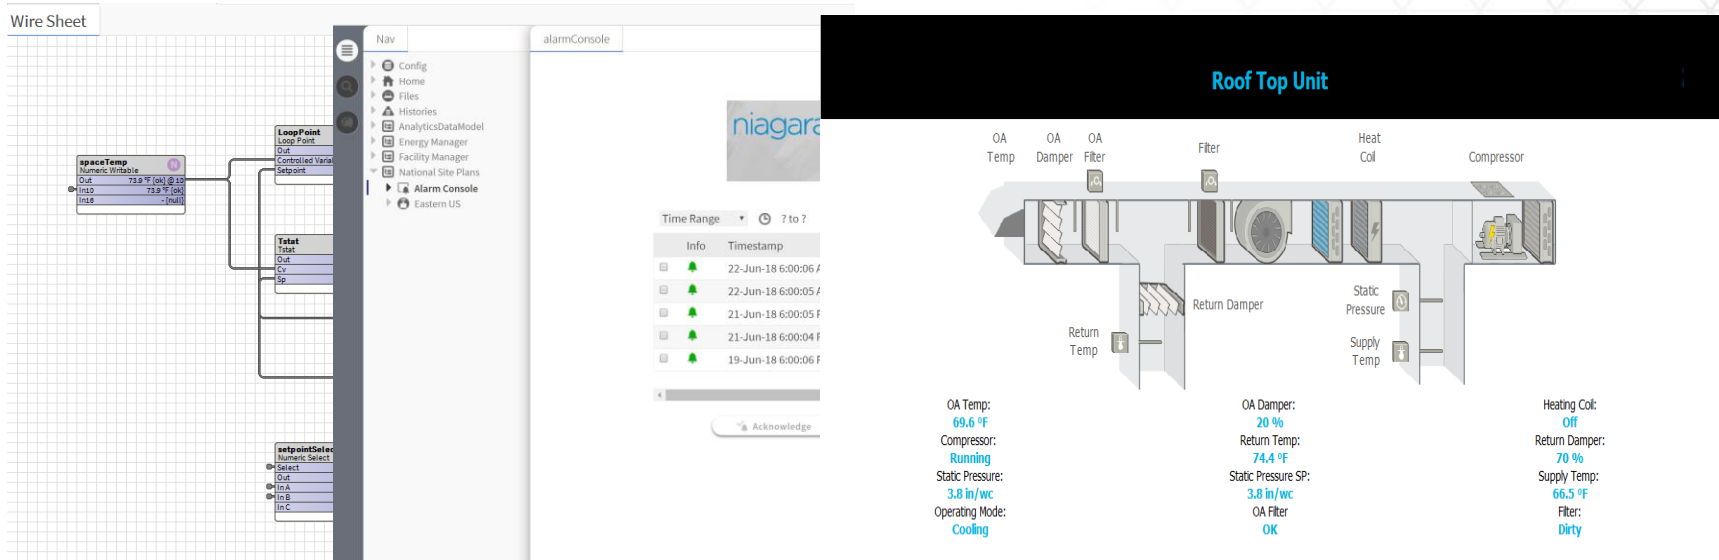 Wire Sheet
spaceTemp
Numeric Writable
N
Out 73.9 °F {ok} @ 10
In10 73.9 °F {ok}
In16 - {null}
LoopPoint
Loop Point
Out
Controlled Varia
Setpoint
Tstat
Tstat
Out
Cv
Sp
setpointSelec
Numeric Select
Select
Out
In A
In B
In C
Nav
Config
Home
Files
Histories
AnalyticsDataModel
Energy Manager
Facility Manager
National Site Plans
Alarm Console
Eastern US
alarmConsole
niagara
Time Range ? to ?
Info Timestamp
22-Jun-18 6:00:06 A
22-Jun-18 6:00:05 A
21-Jun-18 6:00:05 P
21-Jun-18 6:00:04 P
19-Jun-18 6:00:06 P
Acknowledge
Roof Top Unit
OA
Temp
OA
Damper
OA
Filter
Filter
Heat
Coil
Compressor
Return Damper
Return
Temp
Static
Pressure
Supply
Temp
OA Temp:
69.6 °F
Compressor:
Running
Static Pressure:
3.8 in/wc
Operating Mode:
Cooling
OA Damper:
20 %
Return Temp:
74.4 °F
Static Pressure SP:
3.8 in/wc
OA Filter
OK
Heating Coil:
Off
Return Damper:
70 %
Supply Temp:
66.5 °F
Filter:
Dirty